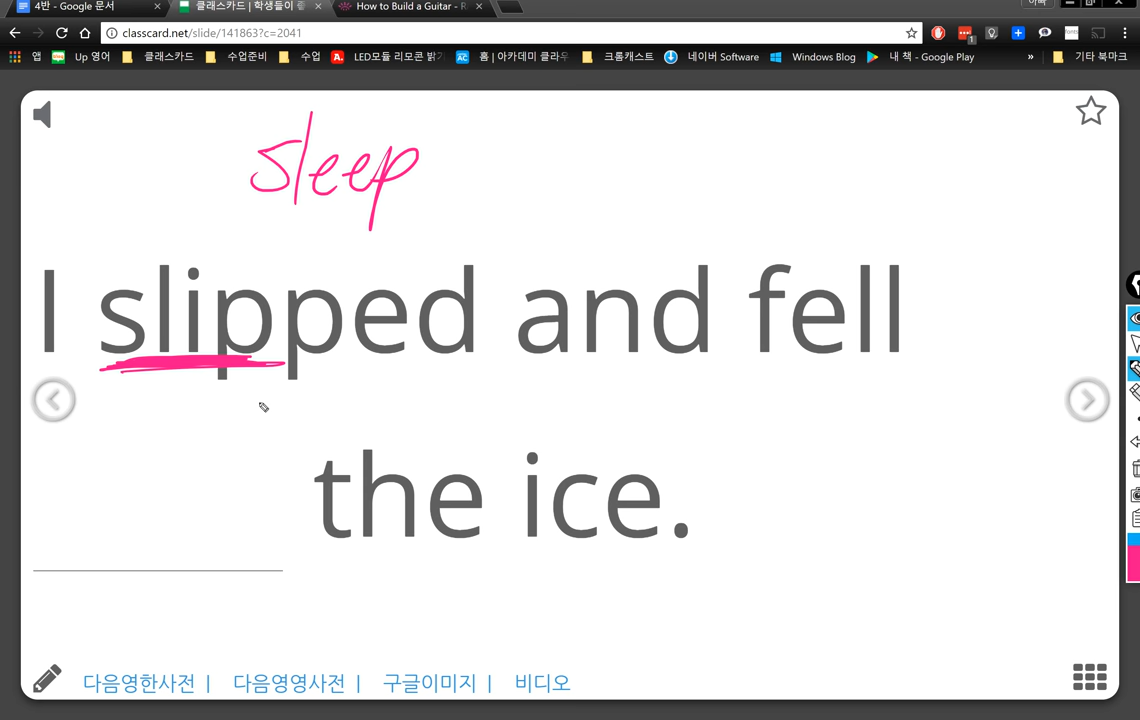 4반 - Google 문서
클래스카드 | 학생들이 좋
How to Build a Guitar - R
classcard.net/slide/141863?c=2041
앱 Up 영어 클래스카드 수업준비 수업 LED모듈 리모콘 밝기 홈 | 아카데미 클라우 크롬캐스트 네이버 Software Windows Blog 내 책 - Google Play » 기타 북마크
sleep
I slipped and fell
the ice.
다음영한사전 | 다음영영사전 | 구글이미지 | 비디오